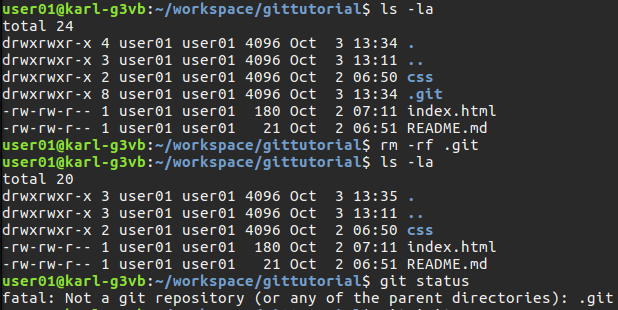 user01@karl-g3vb:~/workspace/gittutorial$ ls -la
total 24
drwxrwxr-x 4 user01 user01 4096 Oct  3 13:34 .
drwxrwxr-x 3 user01 user01 4096 Oct  3 13:11 ..
drwxrwxr-x 2 user01 user01 4096 Oct  2 06:50 css
drwxrwxr-x 8 user01 user01 4096 Oct  3 13:34 .git
-rw-rw-r-- 1 user01 user01  180 Oct  2 07:11 index.html
-rw-rw-r-- 1 user01 user01   21 Oct  2 06:51 README.md
user01@karl-g3vb:~/workspace/gittutorial$ rm -rf .git
user01@karl-g3vb:~/workspace/gittutorial$ ls -la
total 20
drwxrwxr-x 3 user01 user01 4096 Oct  3 13:35 .
drwxrwxr-x 3 user01 user01 4096 Oct  3 13:11 ..
drwxrwxr-x 2 user01 user01 4096 Oct  2 06:50 css
-rw-rw-r-- 1 user01 user01  180 Oct  2 07:11 index.html
-rw-rw-r-- 1 user01 user01   21 Oct  2 06:51 README.md
user01@karl-g3vb:~/workspace/gittutorial$ git status
fatal: Not a git repository (or any of the parent directories): .git